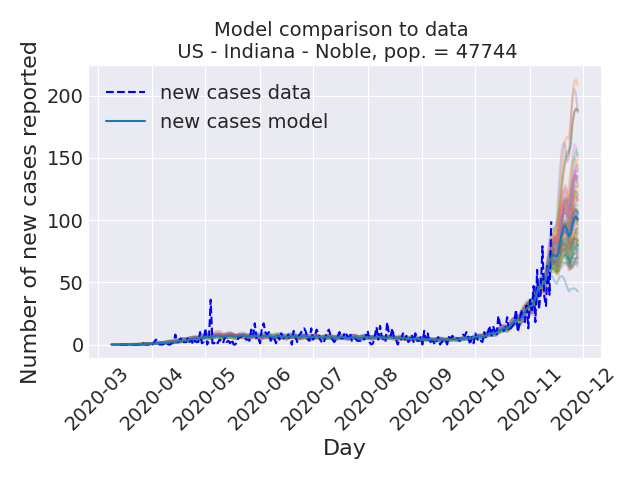 Model comparison to data
US - Indiana - Noble, pop. = 47744
Number of new cases reported
200
150
100
50
0
new cases data
new cases model
2020-03
2020-04
2020-05
2020-06
2020-07
2020-08
2020-09
2020-10
2020-11
2020-12
Day